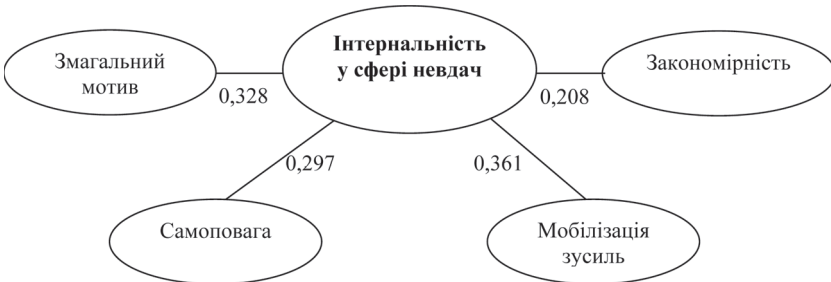 Інтернальність
у сфері невдач
Змагальний
мотив
Закономірність
0,328
0,208
0,297
0,361
Самоповага
Мобілізація
зусиль